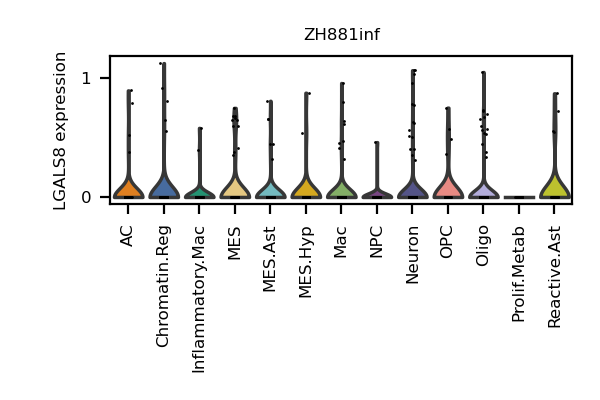 ZH881inf
LGALS8 expression
1
0
AC
Chromatin.Reg
Inflammatory.Mac
MES
MES.Ast
MES.Hyp
Mac
NPC
Neuron
OPC
Oligo
Prolif.Metab
Reactive.Ast